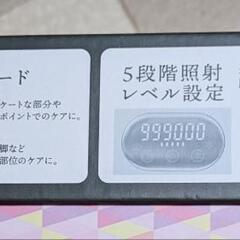 ード
ケートな部分や
ポイントでのケアに。
脚など
部位のケアに。
5段階照射
レベル設定
999000